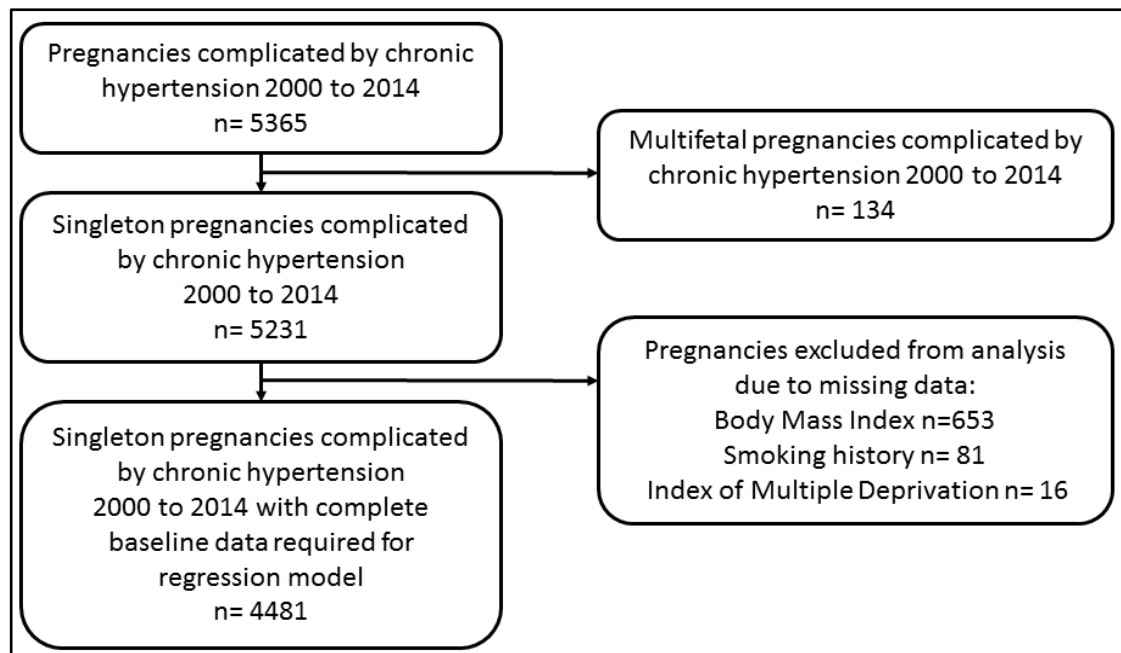 Pregnancies complicated by chronic
hypertension 2000 to 2014
n= 5365
Multifetal pregnancies complicated by
chronic hypertension 2000 to 2014
n= 134
Singleton pregnancies complicated
by chronic hypertension
2000 to 2014
n= 5231
Pregnancies excluded from analysis
due to missing data:
Body Mass Index n=653
Smoking history n= 81
Index of Multiple Deprivation n= 16
Singleton pregnancies complicated
by chronic hypertension
2000 to 2014 with complete
baseline data required for
regression model
n= 4481